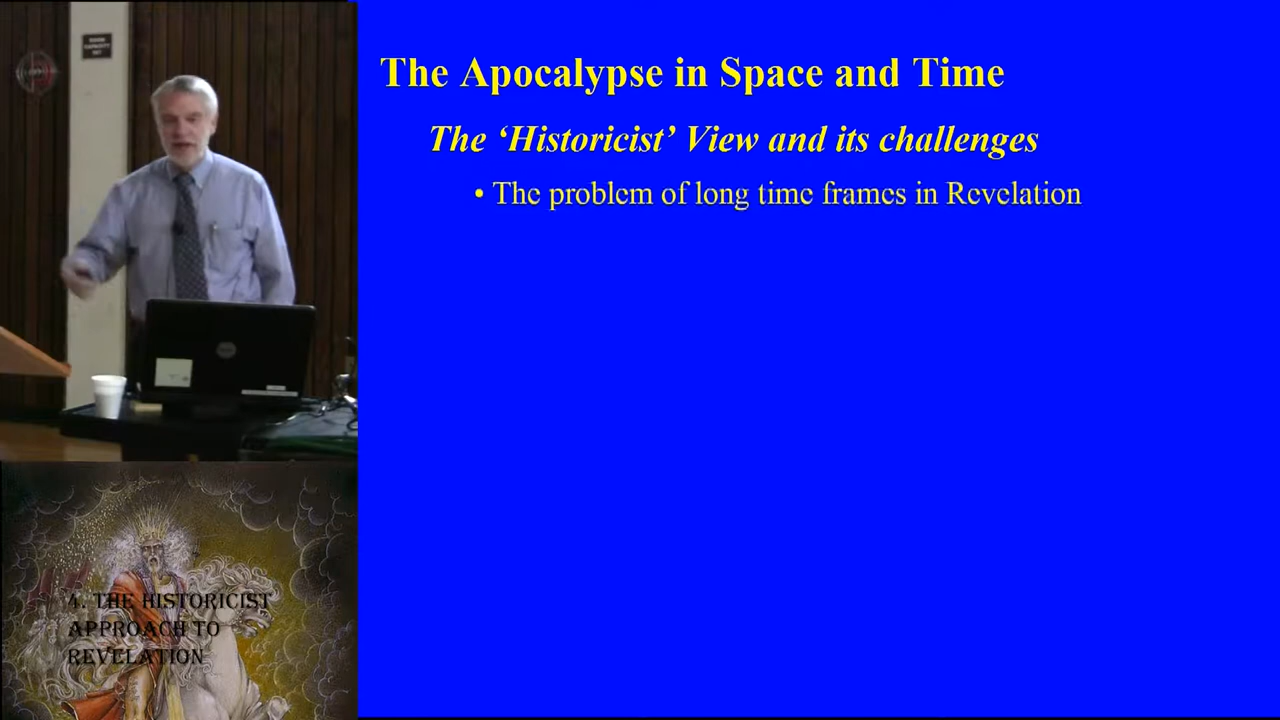 The Apocalypse in Space and Time
The ‘Historicist’ View and its challenges
• The problem of long time frames in Revelation
4. THE HISTORICIST
APPROACH TO
REVELATION